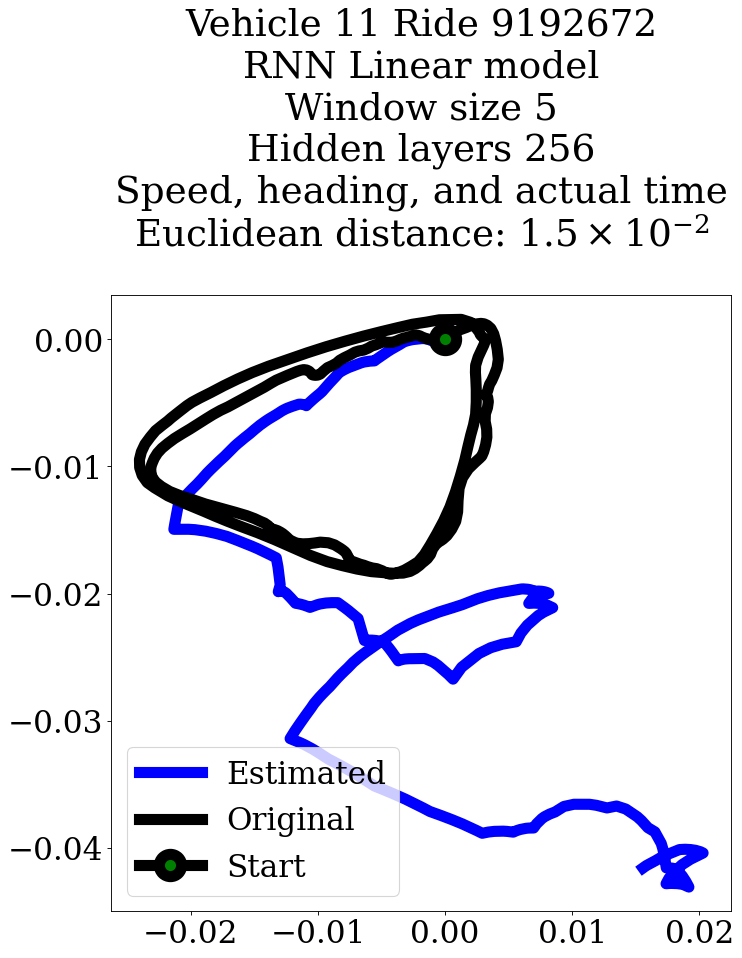 Vehicle 11 Ride 9192672
RNN Linear model
Window size 5
Hidden layers 256
Speed, heading, and actual time
Euclidean distance: 1.5 × 10⁻²
0.00
−0.01
−0.02
−0.03
−0.04
Estimated
Original
Start
−0.02 −0.01 0.00 0.01 0.02